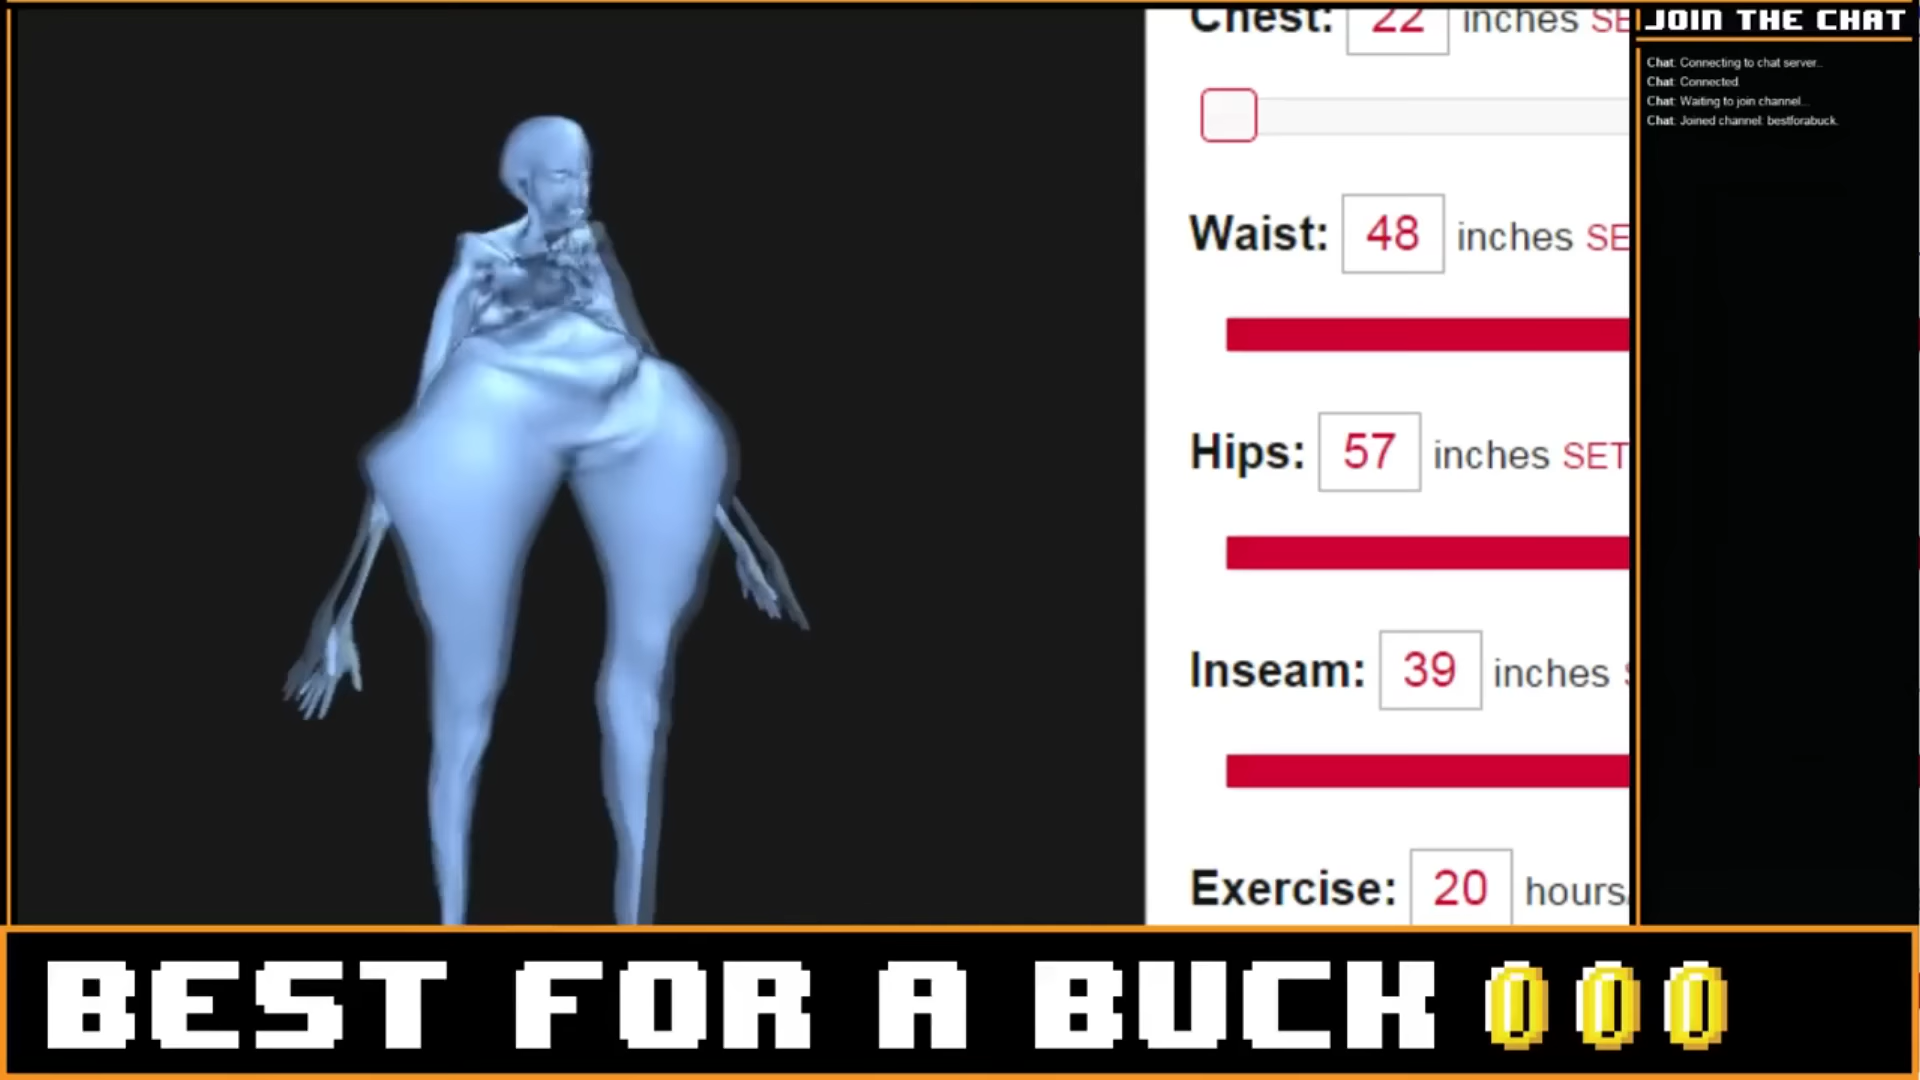 Chest: 22 inches SE
Waist: 48 inches SE
Hips: 57 inches SET
Inseam: 39 inches
Exercise: 20 hours/
JOIN THE CHAT
Chat: Connecting to chat server...
Chat: Connected.
Chat: Waiting to join channel...
Chat: Joined channel: bestforabuck.
BEST FOR A BUCK